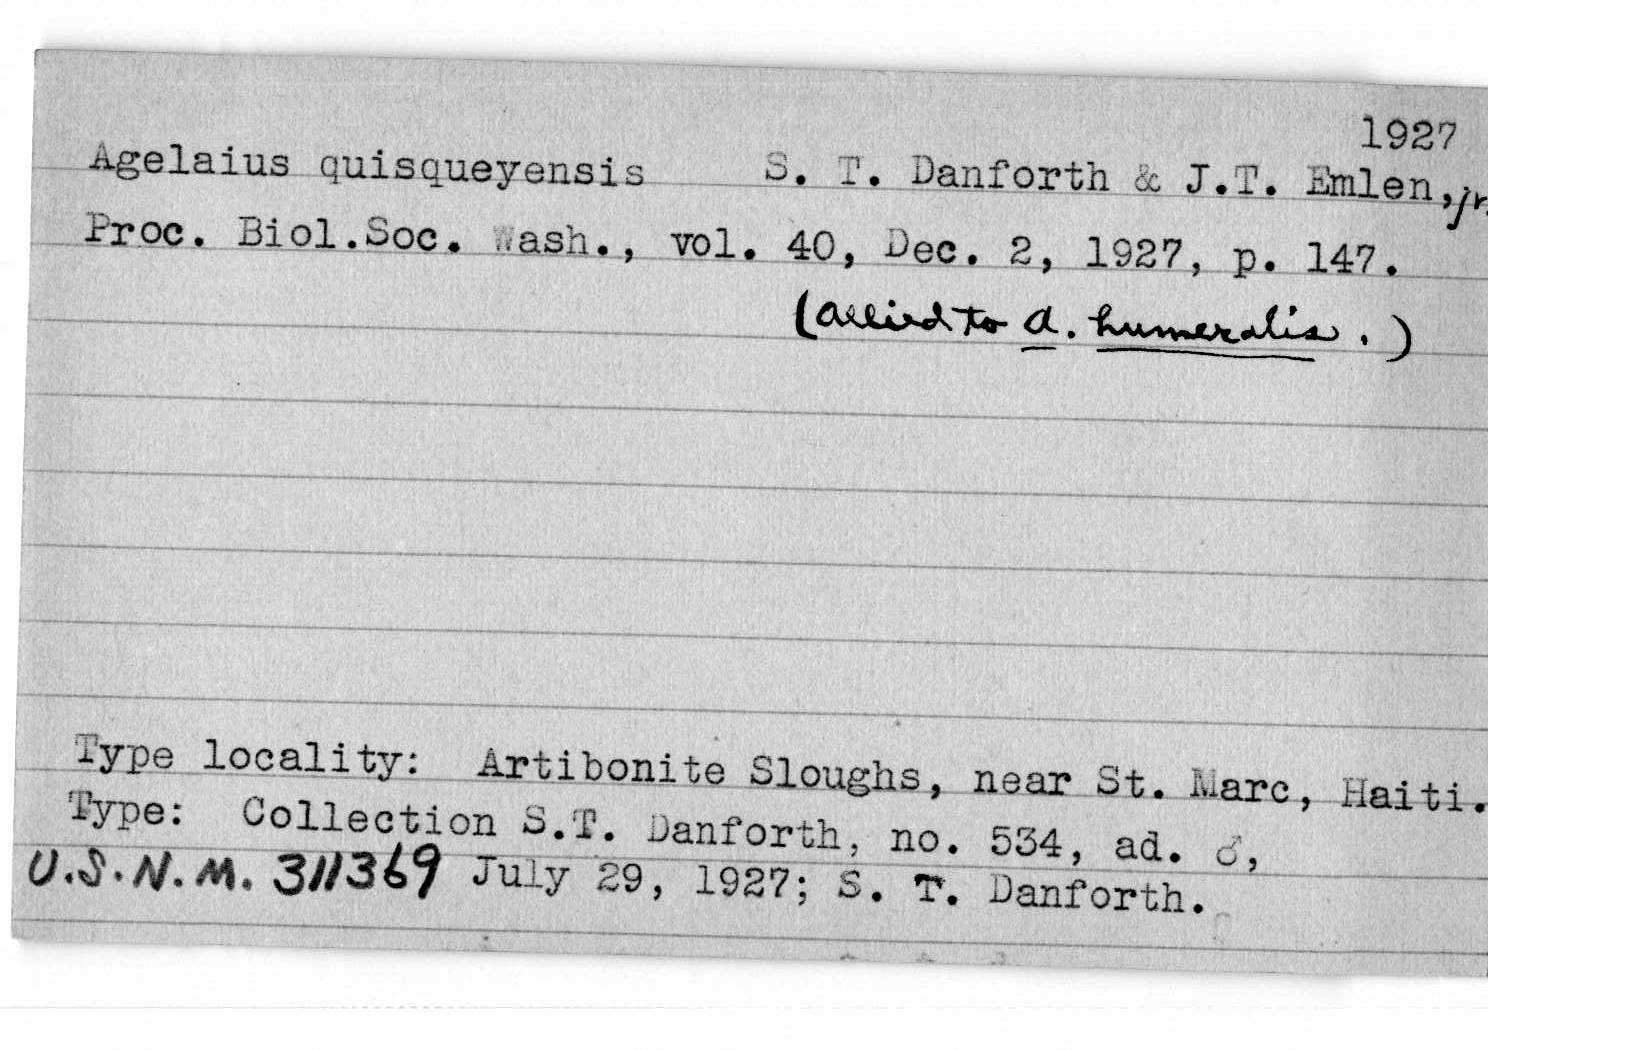 1927
Agelaius quisqueyensis S. T. Danforth & J.T. Emlen, jr.
Proc. Biol.Soc. Wash., vol. 40, Dec. 2, 1927, p. 147.
(allied to A. humeralis.)
Type locality: Artibonite Sloughs, near St. Marc, Haiti.
Type: Collection S.T. Danforth, no. 534, ad. ♂,
U.S.N.M. 311369 July 29, 1927; S. T. Danforth.